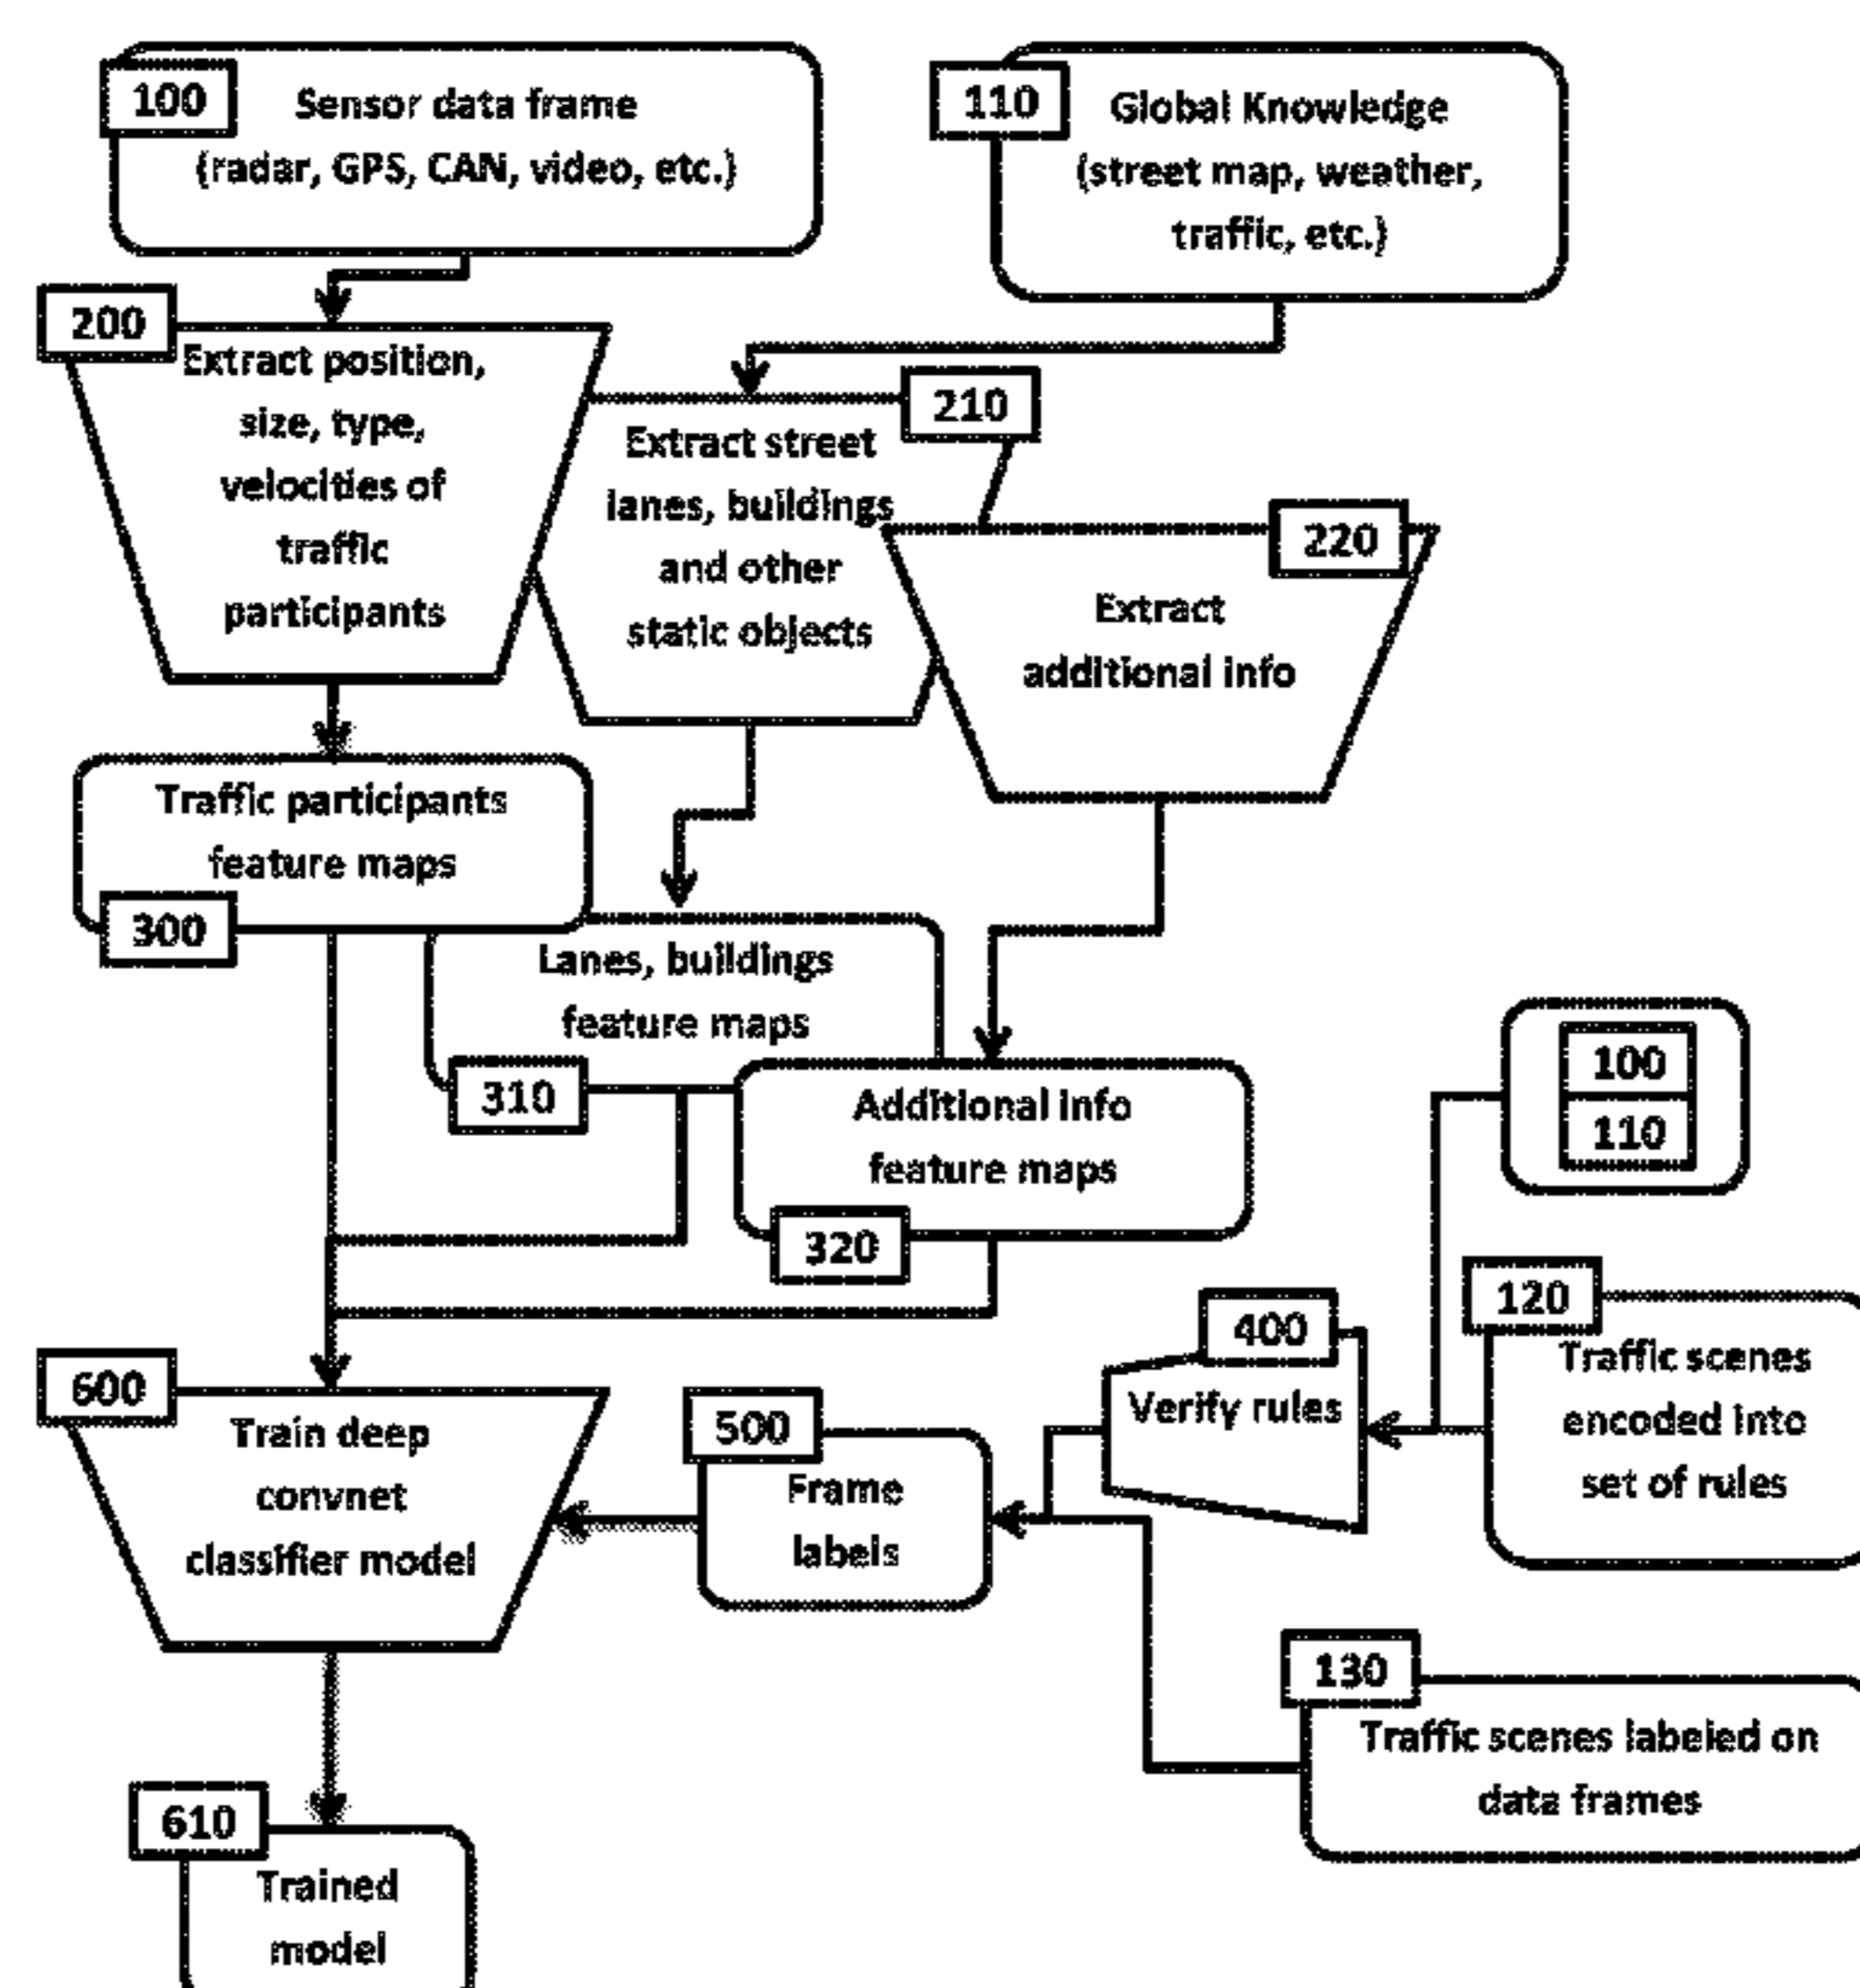 100
Sensor data frame
(radar, GPS, CAN, video, etc.)
110
Global Knowledge
(street map, weather,
traffic, etc.)
200
Extract position,
size, type,
velocities of
traffic
participants
210
Extract street
lanes, buildings
and other
static objects
220
Extract
additional info
Traffic participants
feature maps
300
Lanes, buildings
feature maps
310
Additional info
feature maps
320
100
110
120
Traffic scenes
encoded into
set of rules
400
Verify rules
500
Frame
labels
600
Train deep
convnet
classifier model
130
Traffic scenes labeled on
data frames
610
Trained
model